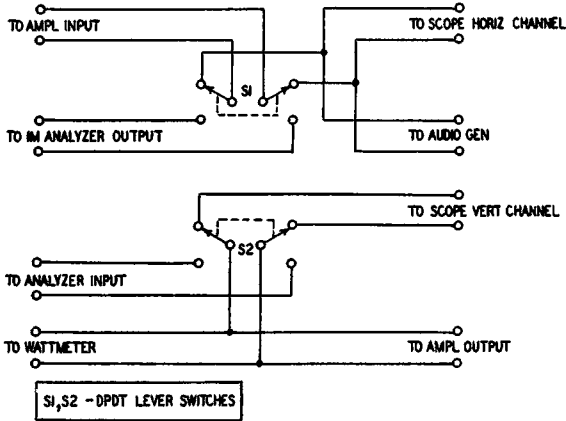 TO AMPL INPUT
TO SCOPE HORIZ CHANNEL
S1
TO IM ANALYZER OUTPUT
TO AUDIO GEN
TO SCOPE VERT CHANNEL
S2
TO ANALYZER INPUT
TO WATTMETER
TO AMPL OUTPUT
S1,S2 - DPDT LEVER SWITCHES